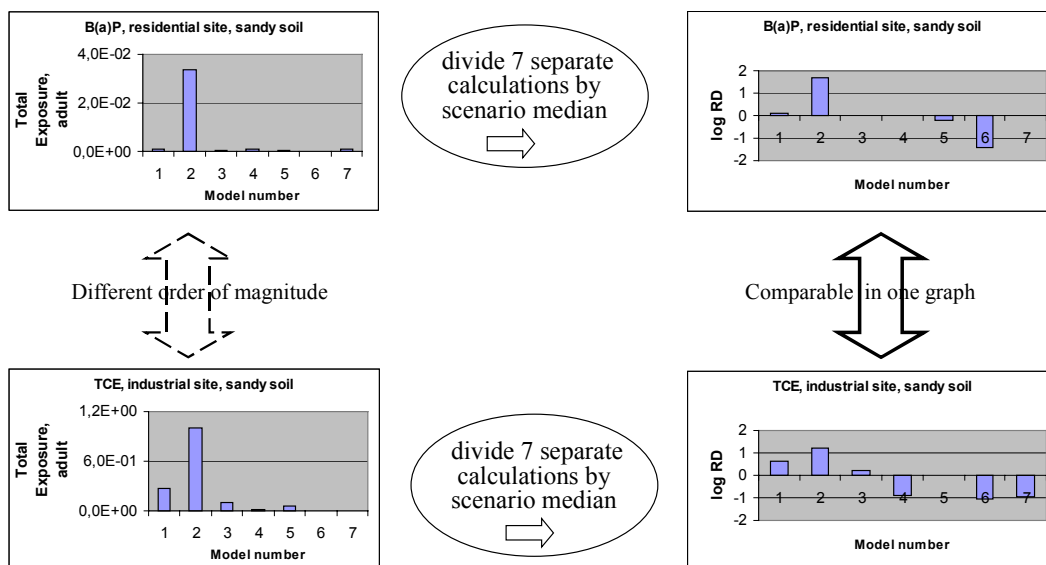 B(a)P, residential site, sandy soil
Total
Exposure,
adult
4,0E-02
2,0E-02
0,0E+00
1 2 3 4 5 6 7
Model number
divide 7 separate
calculations by
scenario median
B(a)P, residential site, sandy soil
log RD
2
1
0
-1
-2
1 2 3 4 5 6 7
Model number
Different order of magnitude
Comparable in one graph
TCE, industrial site, sandy soil
Total
Exposure,
adult
1,2E+00
6,0E-01
0,0E+00
1 2 3 4 5 6 7
Model number
divide 7 separate
calculations by
scenario median
TCE, industrial site, sandy soil
log RD
2
1
0
-1
-2
1 2 3 4 5 6 7
Model number